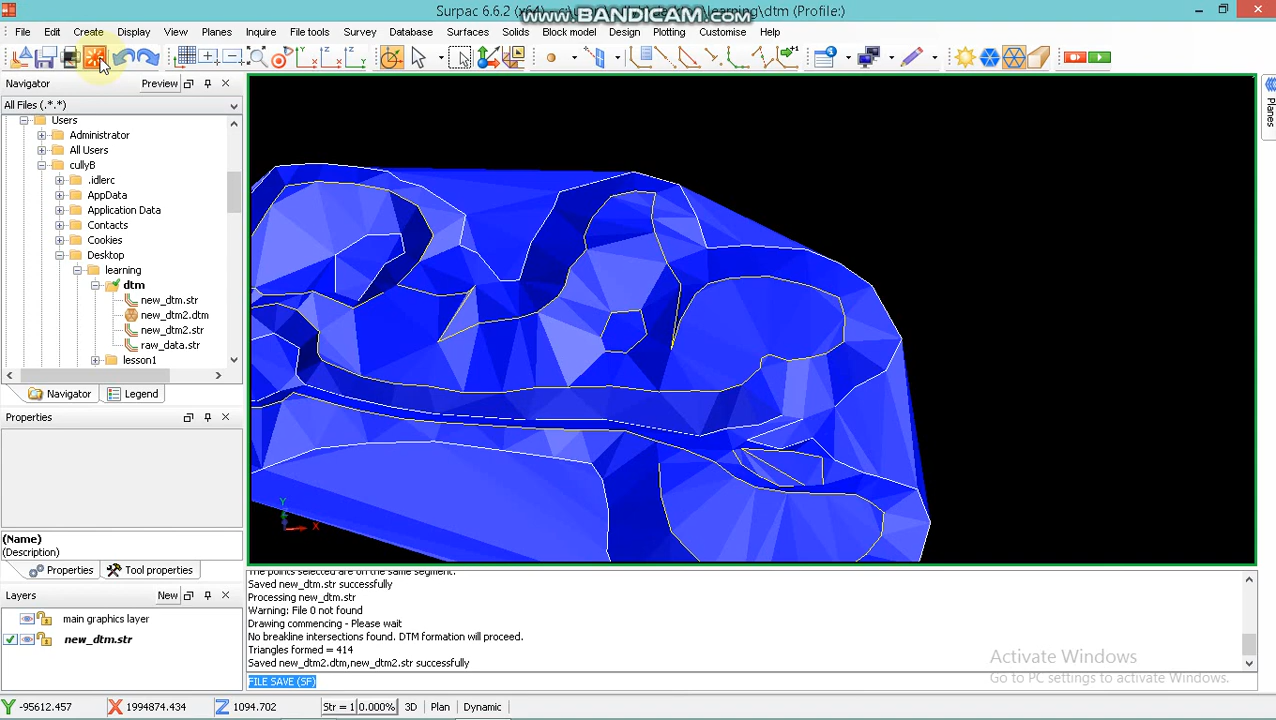 Surpac 6.6.2 (x64)
learning\dtm (Profile:)
www.BANDICAM.com
File Edit Create Display View Planes Inquire File tools Survey Database Surfaces Solids Block model Design Plotting Customise Help
Navigator Preview
All Files (.*.*)
Users
Administrator
All Users
cullyB
.idlerc
AppData
Application Data
Contacts
Cookies
Desktop
learning
dtm
new_dtm.str
new_dtm2.dtm
new_dtm2.str
raw_data.str
lesson1
Navigator Legend
Properties
(Name)
(Description)
Properties Tool properties
Layers New
main graphics layer
new_dtm.str
Planes
Y
X
The points selected are on the same segment.
Saved new_dtm.str successfully
Processing new_dtm.str
Warning: File 0 not found
Drawing commencing - Please wait
No breakline intersections found. DTM formation will proceed.
Triangles formed = 414
Saved new_dtm2.dtm,new_dtm2.str successfully
FILE SAVE (SF)
Activate Windows
Go to PC settings to activate Windows.
Y -95612.457 X 1994874.434 Z 1094.702 Str = 1 0.000% 3D Plan Dynamic